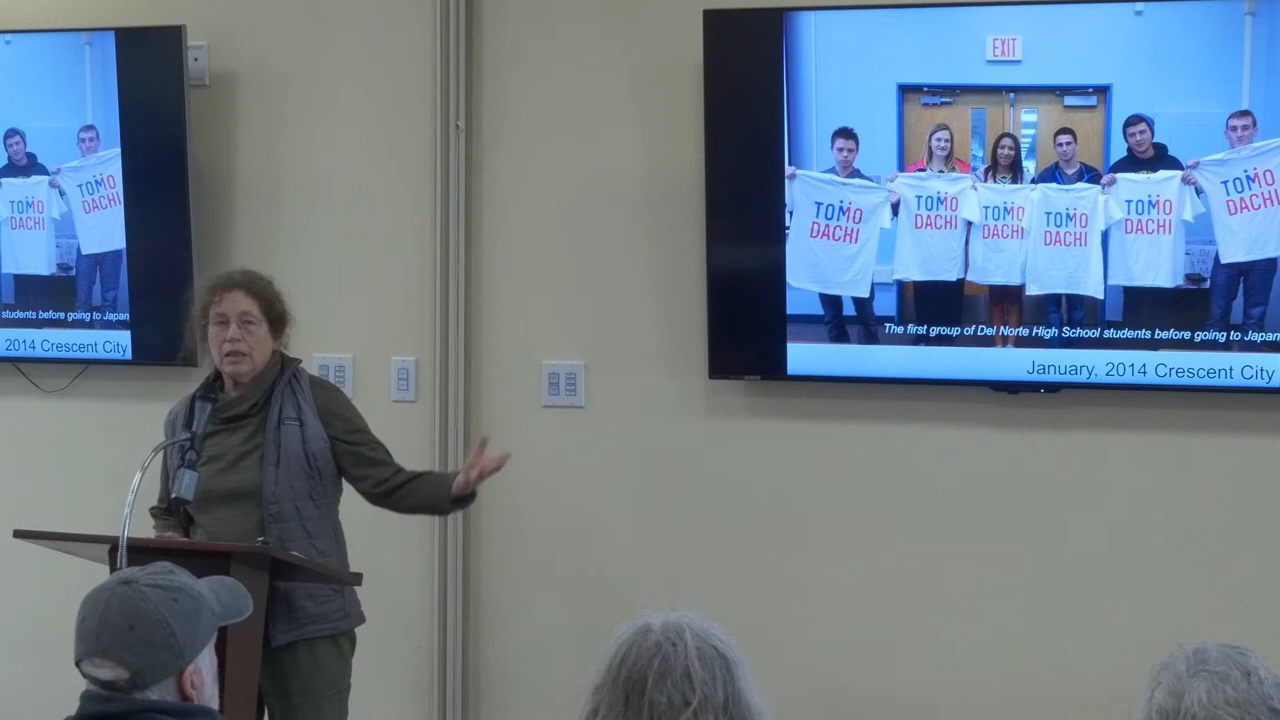 TOMO
DACHI
TOMO
DACHI
students before going to Japan
2014 Crescent City
EXIT
TOMO
DACHI
TOMO
DACHI
TOMO
DACHI
TOMO
DACHI
TOMO
DACHI
TOMO
DACHI
The first group of Del Norte High School students before going to Japan
January, 2014 Crescent City